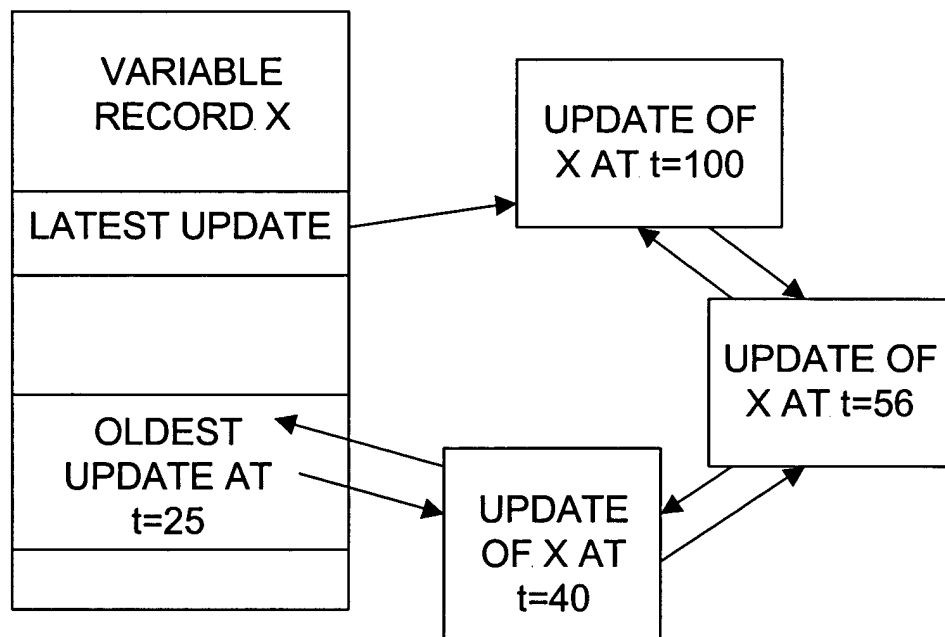 VARIABLE
RECORD X
LATEST UPDATE
OLDEST
UPDATE AT
t=25
UPDATE OF
X AT t=100
UPDATE OF
X AT t=56
UPDATE
OF X AT
t=40